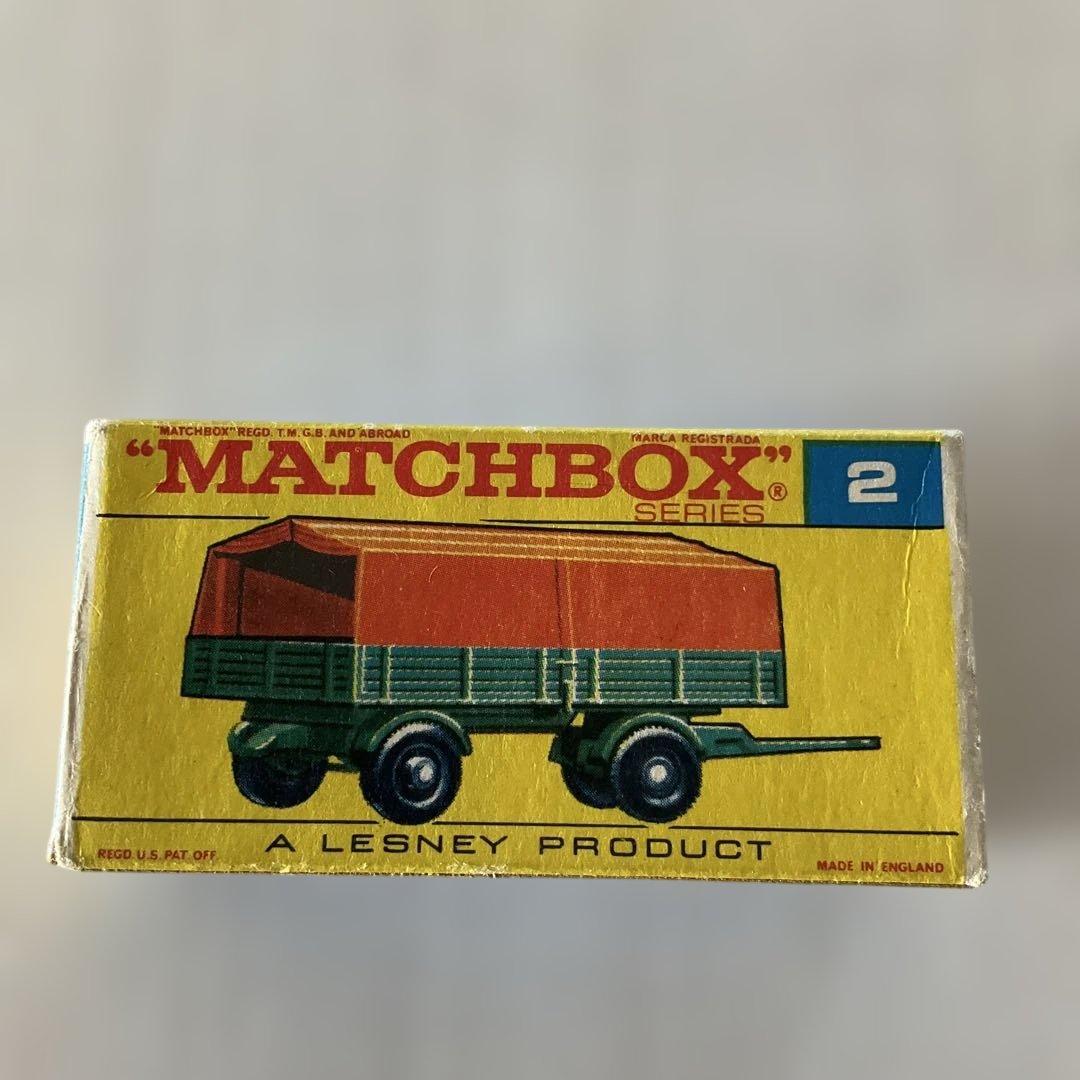 "MATCHBOX" REGD. T.M. G.B. AND ABROAD
MARCA REGISTRADA
"MATCHBOX"®
SERIES
2
A LESNEY PRODUCT
REGD. U.S. PAT. OFF
MADE IN ENGLAND